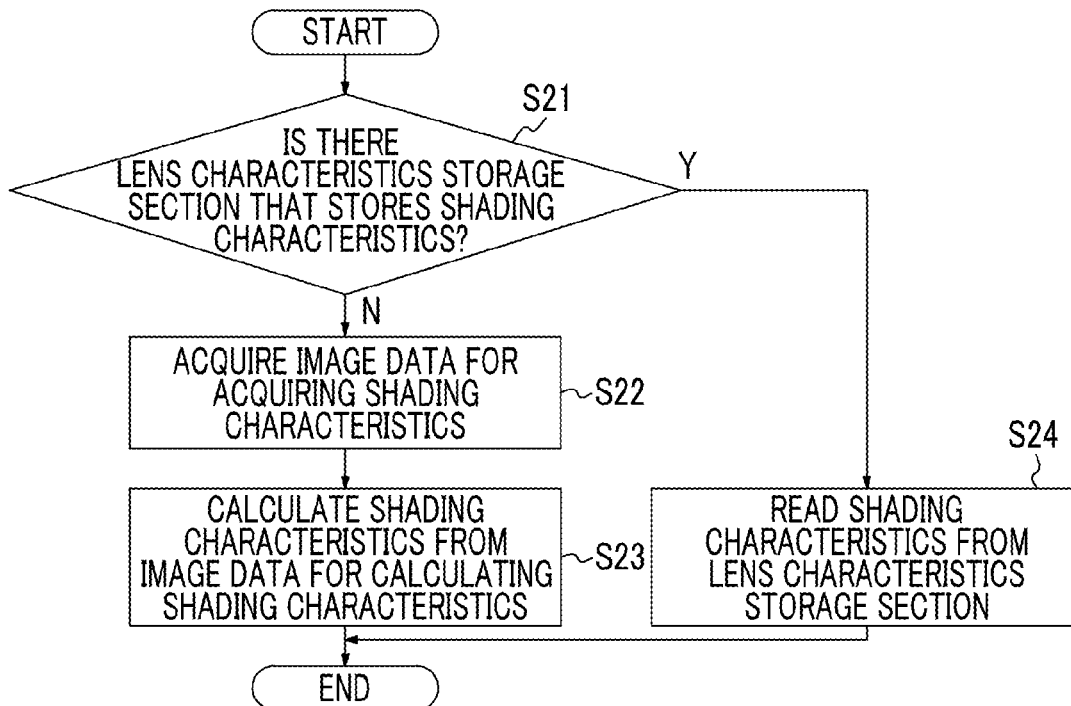 START
S21
IS THERE
LENS CHARACTERISTICS STORAGE
SECTION THAT STORES SHADING
CHARACTERISTICS?
Y
N
ACQUIRE IMAGE DATA FOR
ACQUIRING SHADING
CHARACTERISTICS
S22
S24
CALCULATE SHADING
CHARACTERISTICS FROM
IMAGE DATA FOR CALCULATING
SHADING CHARACTERISTICS
S23
READ SHADING
CHARACTERISTICS FROM
LENS CHARACTERISTICS
STORAGE SECTION
END